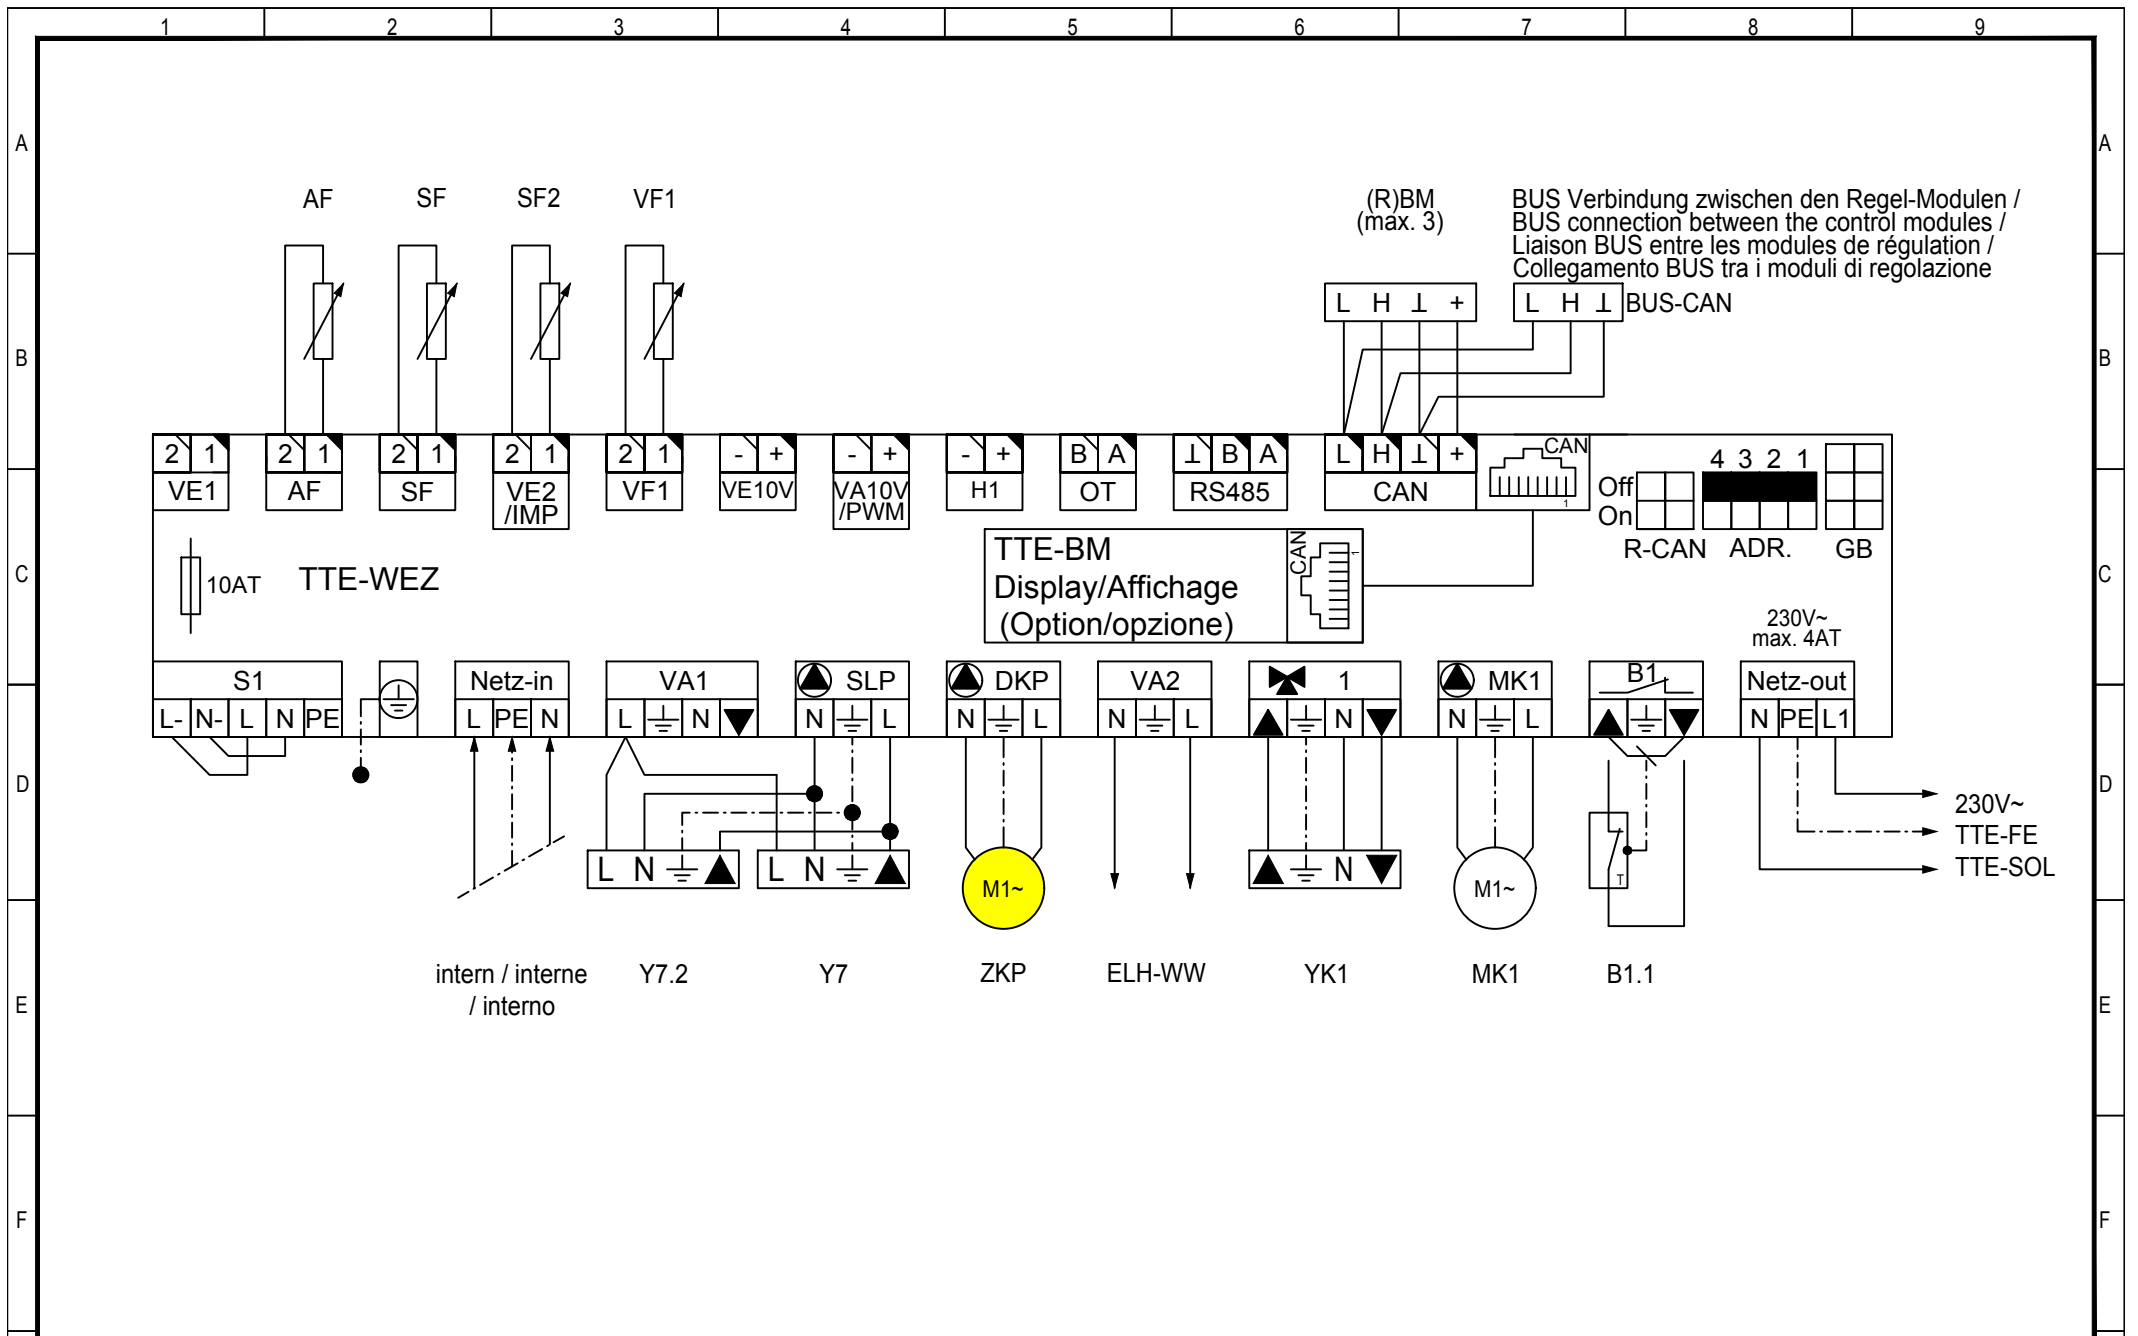 1 2 3 4 5 6 7 8 9
A A
AF SF SF2 VF1
(R)BM
(max. 3)
BUS Verbindung zwischen den Regel-Modulen /
BUS connection between the control modules /
Liaison BUS entre les modules de régulation /
Collegamento BUS tra i moduli di regolazione
L H ⊥ + L H ⊥ BUS-CAN
B B
2 1 2 1 2 1 2 1 2 1 - + - + - + B A ⊥ B A L H ⊥ + CAN 4 3 2 1
VE1 AF SF VE2 VF1 VE10V VA10V H1 OT RS485 CAN 1 Off
/IMP /PWM On
R-CAN ADR. GB
TTE-BM CAN 1
Display/Affichage
(Option/opzione)
C 10AT TTE-WEZ C
230V~
max. 4AT
S1 Netz-in VA1 SLP DKP VA2 1 MK1 B1 Netz-out
L- N- L N PE L PE N L N N L N L N L N N L N PE L1
D D
230V~
TTE-FE
TTE-SOL
L N L N M1~ N M1~ T
intern / interne Y7.2 Y7 ZKP ELH-WW YK1 MK1 B1.1
/ interno
E E
F F